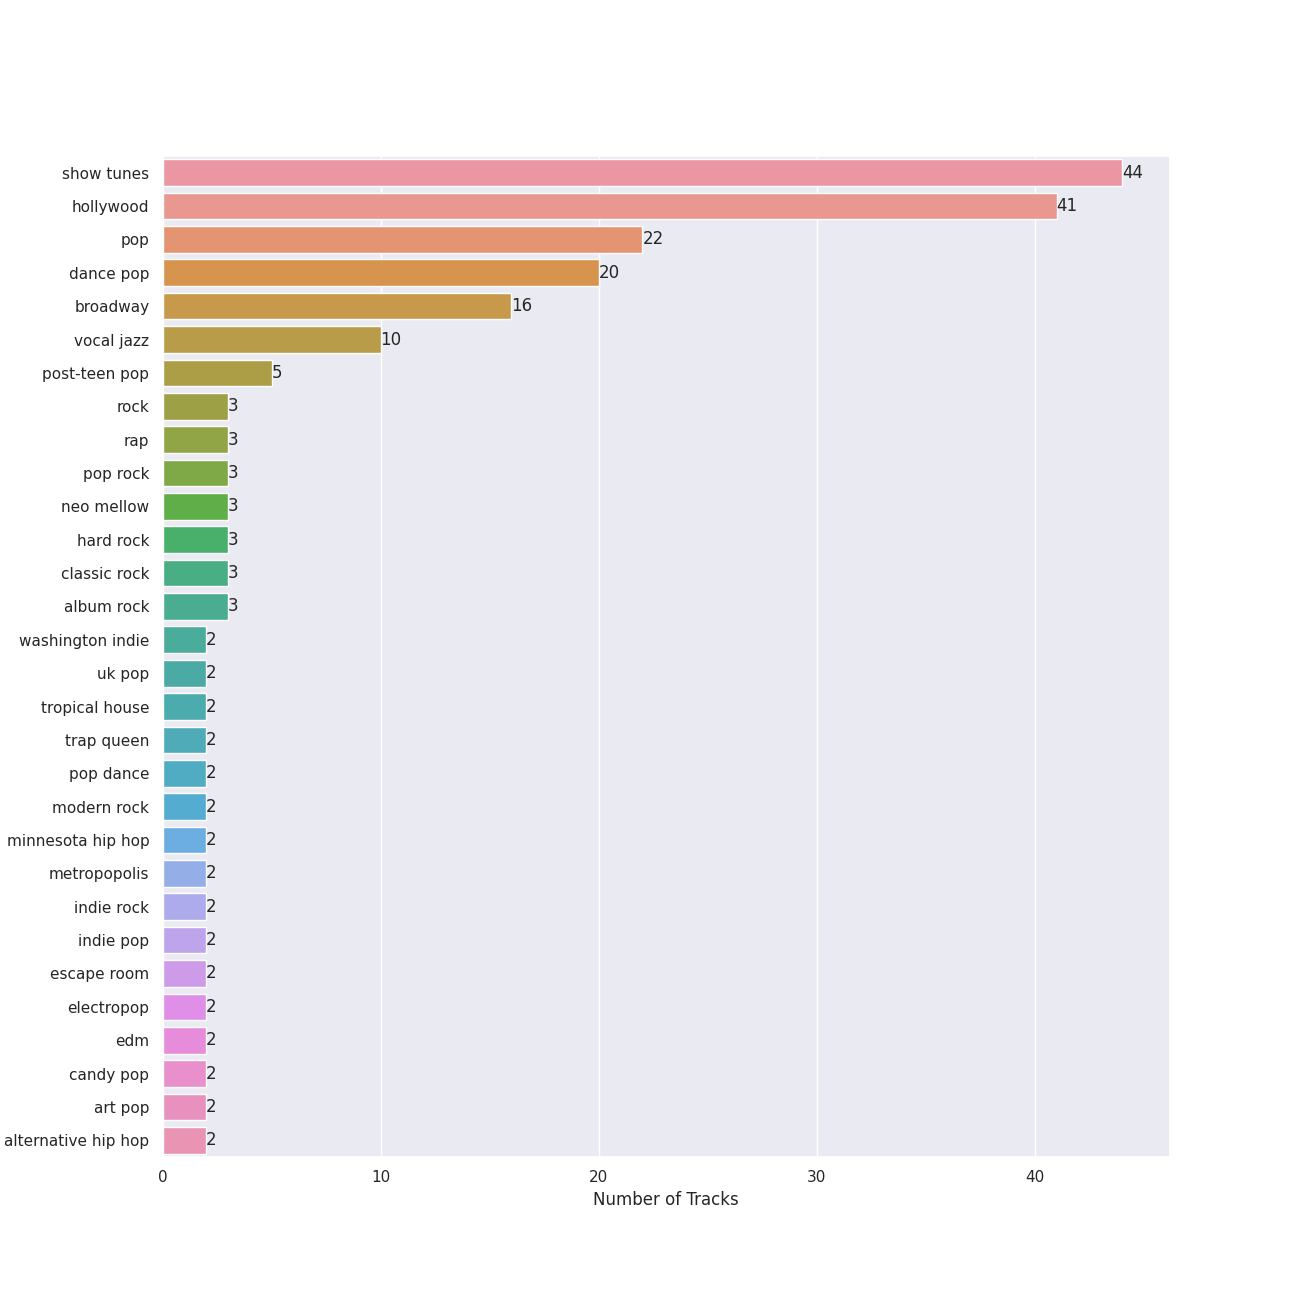 show tunes 44
hollywood 41
pop 22
dance pop 20
broadway 16
vocal jazz 10
post-teen pop 5
rock 3
rap 3
pop rock 3
neo mellow 3
hard rock 3
classic rock 3
album rock 3
washington indie 2
uk pop 2
tropical house 2
trap queen 2
pop dance 2
modern rock 2
minnesota hip hop 2
metropopolis 2
indie rock 2
indie pop 2
escape room 2
electropop 2
edm 2
candy pop 2
art pop 2
alternative hip hop 2
0 10 20 30 40
Number of Tracks